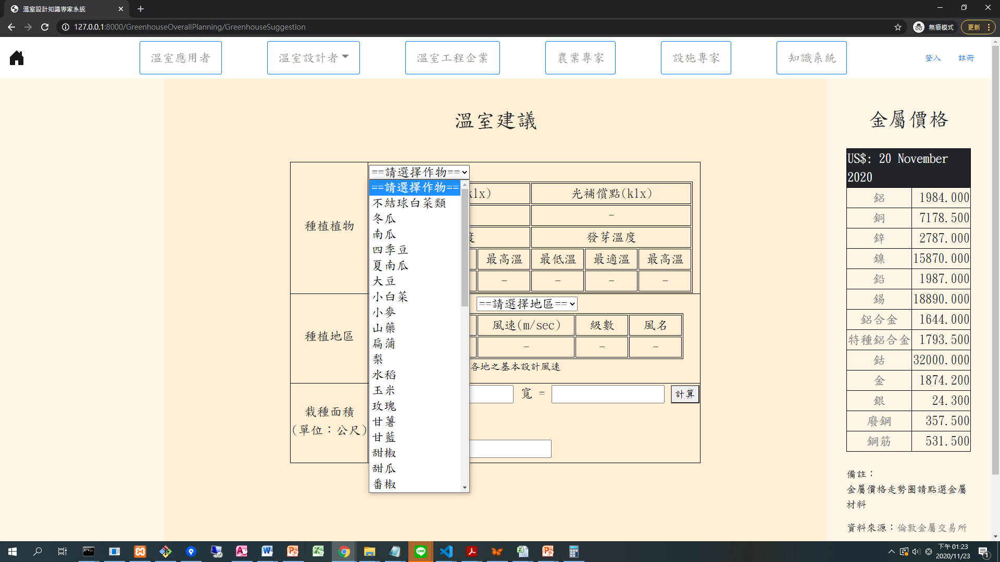 溫室設計知識專家系統
127.0.0.1:8000/GreenhouseOverallPlanning/GreenhouseSuggestion
無痕模式
更新
溫室應用者
溫室設計者
溫室工程企業
農業專家
設施專家
知識系統
登入
註冊
溫室建議
種植植物
==請選擇作物==
==請選擇作物==
不結球白菜類
冬瓜
南瓜
四季豆
夏南瓜
大豆
小白菜
小麥
山藥
扁蒲
梨
水稻
玉米
玫瑰
甘薯
甘藍
甜椒
甜瓜
番椒
klx)
光補償點(klx)
-
度
發芽溫度
最高溫 最低溫 最適溫 最高溫
- - - -
種植地區
==請選擇地區==
風速(m/sec) 級數 風名
- - -
各地之基本設計風速
栽種面積
(單位：公尺)
寬 =
計算
金屬價格
US$: 20 November
2020
鋁 1984.000
銅 7178.500
鋅 2787.000
鎳 15870.000
鉛 1987.000
錫 18890.000
鋁合金 1644.000
特種鋁合金 1793.500
鈷 32000.000
金 1874.200
銀 24.300
廢鋼 357.500
鋼筋 531.500
備註：
金屬價格走勢圖請點選金屬
材料
資料來源：倫敦金屬交易所
下午 01:23
2020/11/23
1